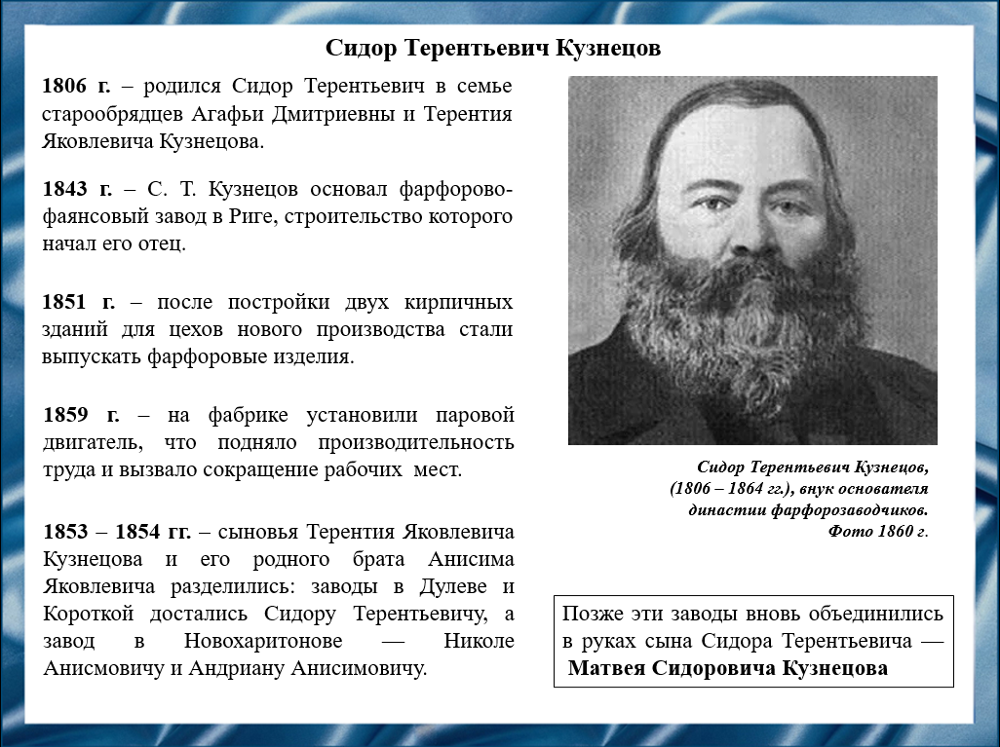 Сидор Терентьевич Кузнецов
1806 г. – родился Сидор Терентьевич в семье
старообрядцев Агафьи Дмитриевны и Терентия
Яковлевича Кузнецова.
1843 г. – С. Т. Кузнецов основал фарфорово-
фаянсовый завод в Риге, строительство которого
начал его отец.
1851 г. – после постройки двух кирпичных
зданий для цехов нового производства стали
выпускать фарфоровые изделия.
1859 г. – на фабрике установили паровой
двигатель, что подняло производительность
труда и вызвало сокращение рабочих мест.
1853 – 1854 гг. – сыновья Терентия Яковлевича
Кузнецова и его родного брата Анисима
Яковлевича разделились: заводы в Дулеве и
Короткой достались Сидору Терентьевичу, а
завод в Новохаритонове — Николе
Анисмовичу и Андриану Анисимовичу.
Сидор Терентьевич Кузнецов,
(1806 – 1864 гг.), внук основателя
династии фарфорозаводчиков.
Фото 1860 г.
Позже эти заводы вновь объединились
в руках сына Сидора Терентьевича —
Матвея Сидоровича Кузнецова